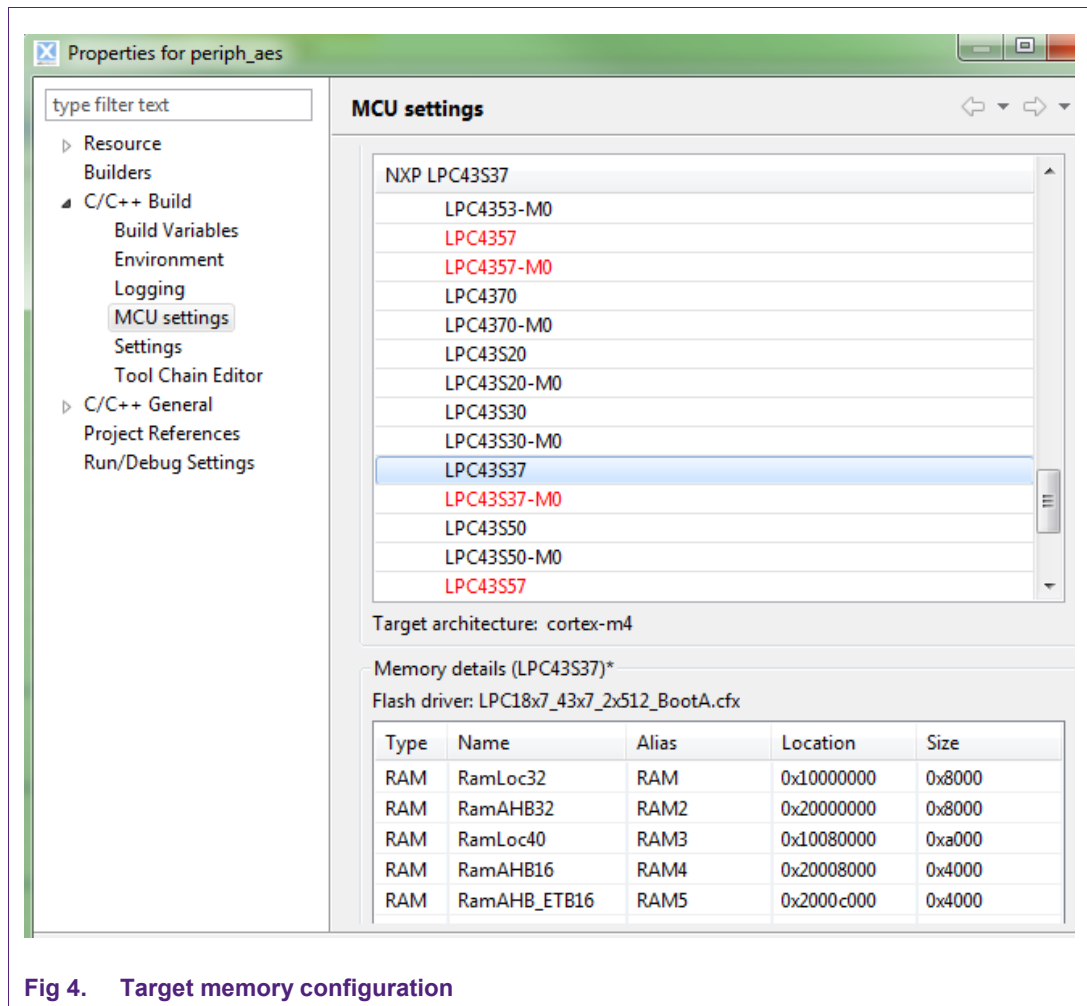 Properties for periph_aes
type filter text
Resource
Builders
C/C++ Build
Build Variables
Environment
Logging
MCU settings
Settings
Tool Chain Editor
C/C++ General
Project References
Run/Debug Settings
MCU settings
NXP LPC43S37
LPC4353-M0
LPC4357
LPC4357-M0
LPC4370
LPC4370-M0
LPC43S20
LPC43S20-M0
LPC43S30
LPC43S30-M0
LPC43S37
LPC43S37-M0
LPC43S50
LPC43S50-M0
LPC43S57
Target architecture: cortex-m4
Memory details (LPC43S37)*
Flash driver: LPC18x7_43x7_2x512_BootA.cfx
Type Name Alias Location Size
RAM RamLoc32 RAM 0x10000000 0x8000
RAM RamAHB32 RAM2 0x20000000 0x8000
RAM RamLoc40 RAM3 0x10080000 0xa000
RAM RamAHB16 RAM4 0x20008000 0x4000
RAM RamAHB_ETB16 RAM5 0x2000c000 0x4000
Fig 4. Target memory configuration